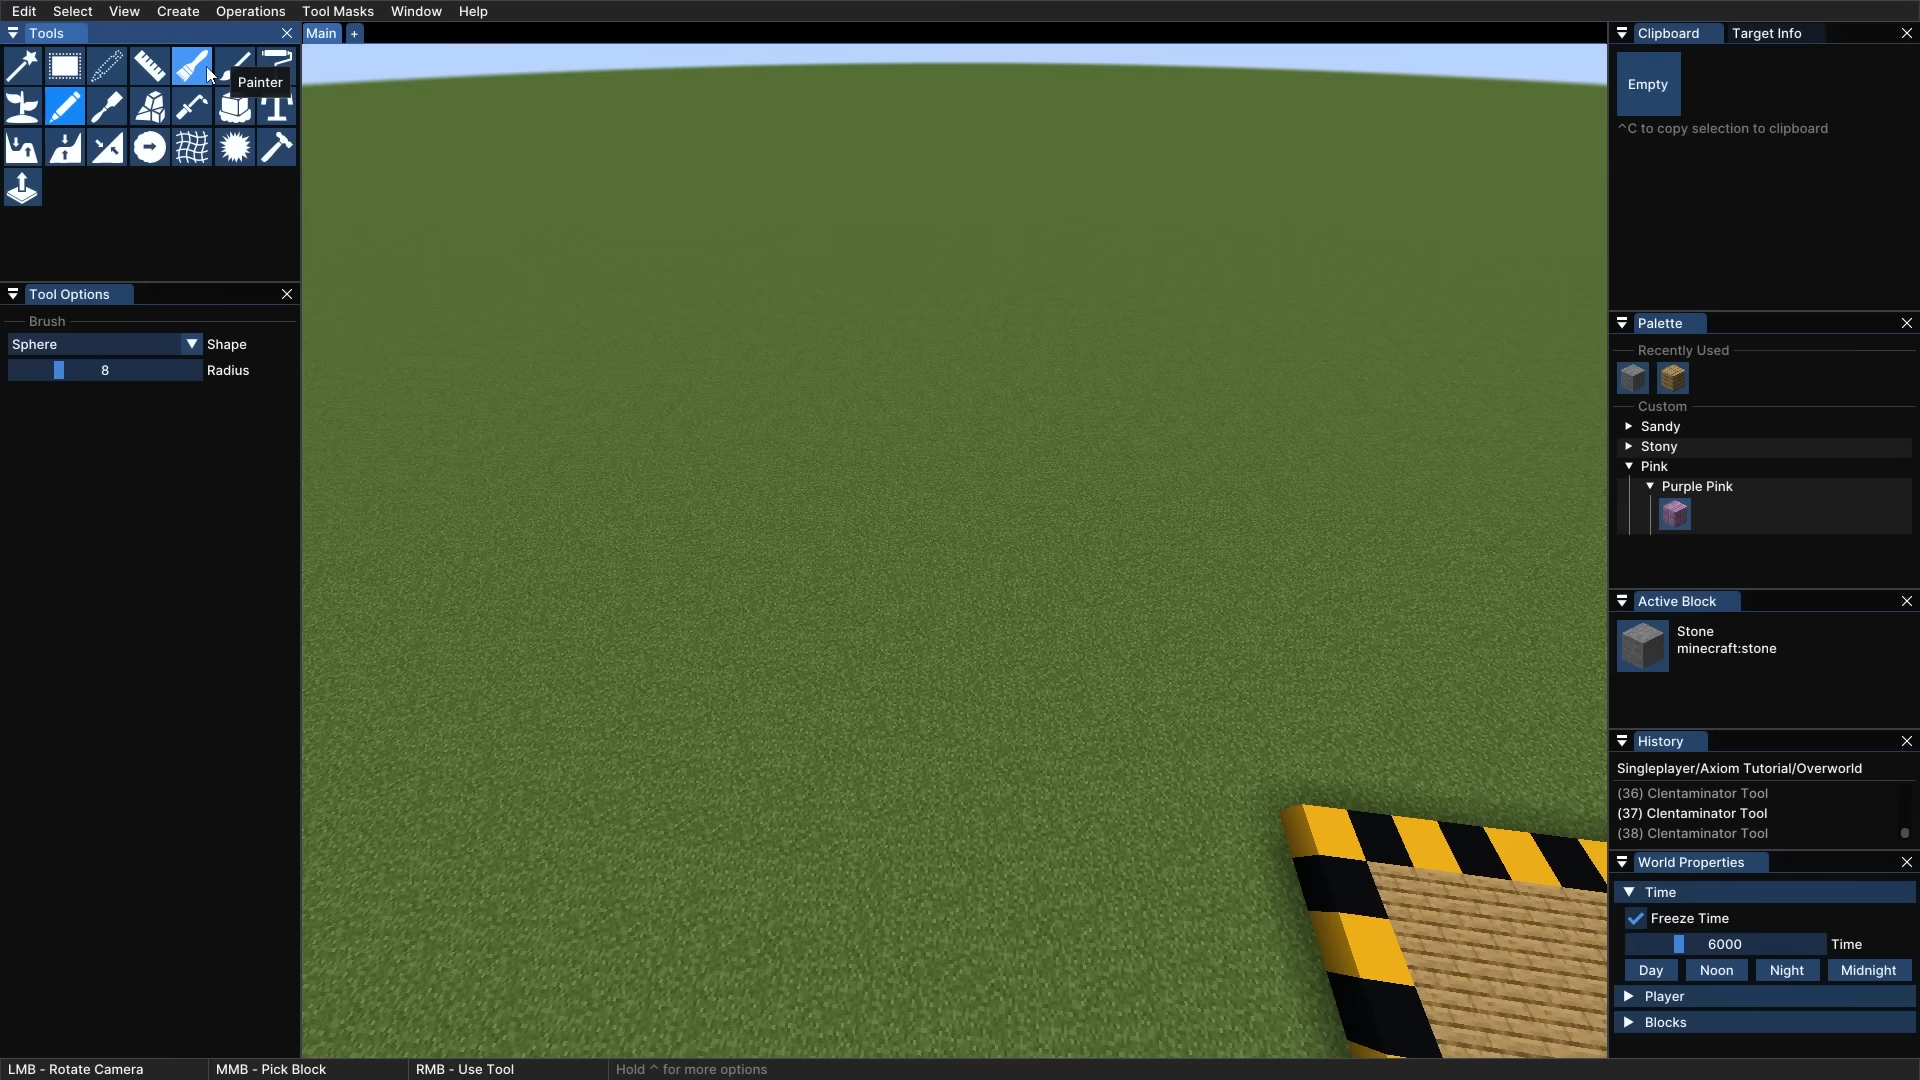 Edit Select View Create Operations Tool Masks Window Help
Tools
Painter
Tool Options
Brush
Sphere Shape
8 Radius
Main +
Clipboard Target Info
Empty
^C to copy selection to clipboard
Palette
Recently Used
Custom
Sandy
Stony
Pink
Purple Pink
Active Block
Stone
minecraft:stone
History
Singleplayer/Axiom Tutorial/Overworld
(36) Clentaminator Tool
(37) Clentaminator Tool
(38) Clentaminator Tool
World Properties
Time
Freeze Time
6000 Time
Day Noon Night Midnight
Player
Blocks
LMB - Rotate Camera MMB - Pick Block RMB - Use Tool Hold ^ for more options